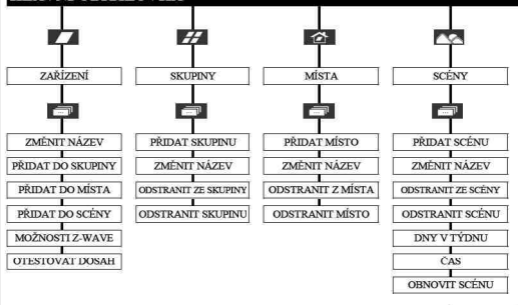 ZAŘÍZENÍ
SKUPINY
MÍSTA
SCÉNY
ZMĚNIT NÁZEV
PŘIDAT DO SKUPINY
PŘIDAT DO MÍSTA
PŘIDAT DO SCÉNY
MOŽNOSTI Z-WAVE
OTESTOVAT DOSAH
PŘIDAT SKUPINU
ZMĚNIT NÁZEV
ODSTRANIT ZE SKUPINY
ODSTRANIT SKUPINU
PŘIDAT MÍSTO
ZMĚNIT NÁZEV
ODSTRANIT Z MÍSTA
ODSTRANIT MÍSTO
PŘIDAT SCÉNU
ZMĚNIT NÁZEV
ODSTRANIT ZE SCÉNY
ODSTRANIT SCÉNU
DNY V TÝDNU
ČAS
OBNOVIT SCÉNU